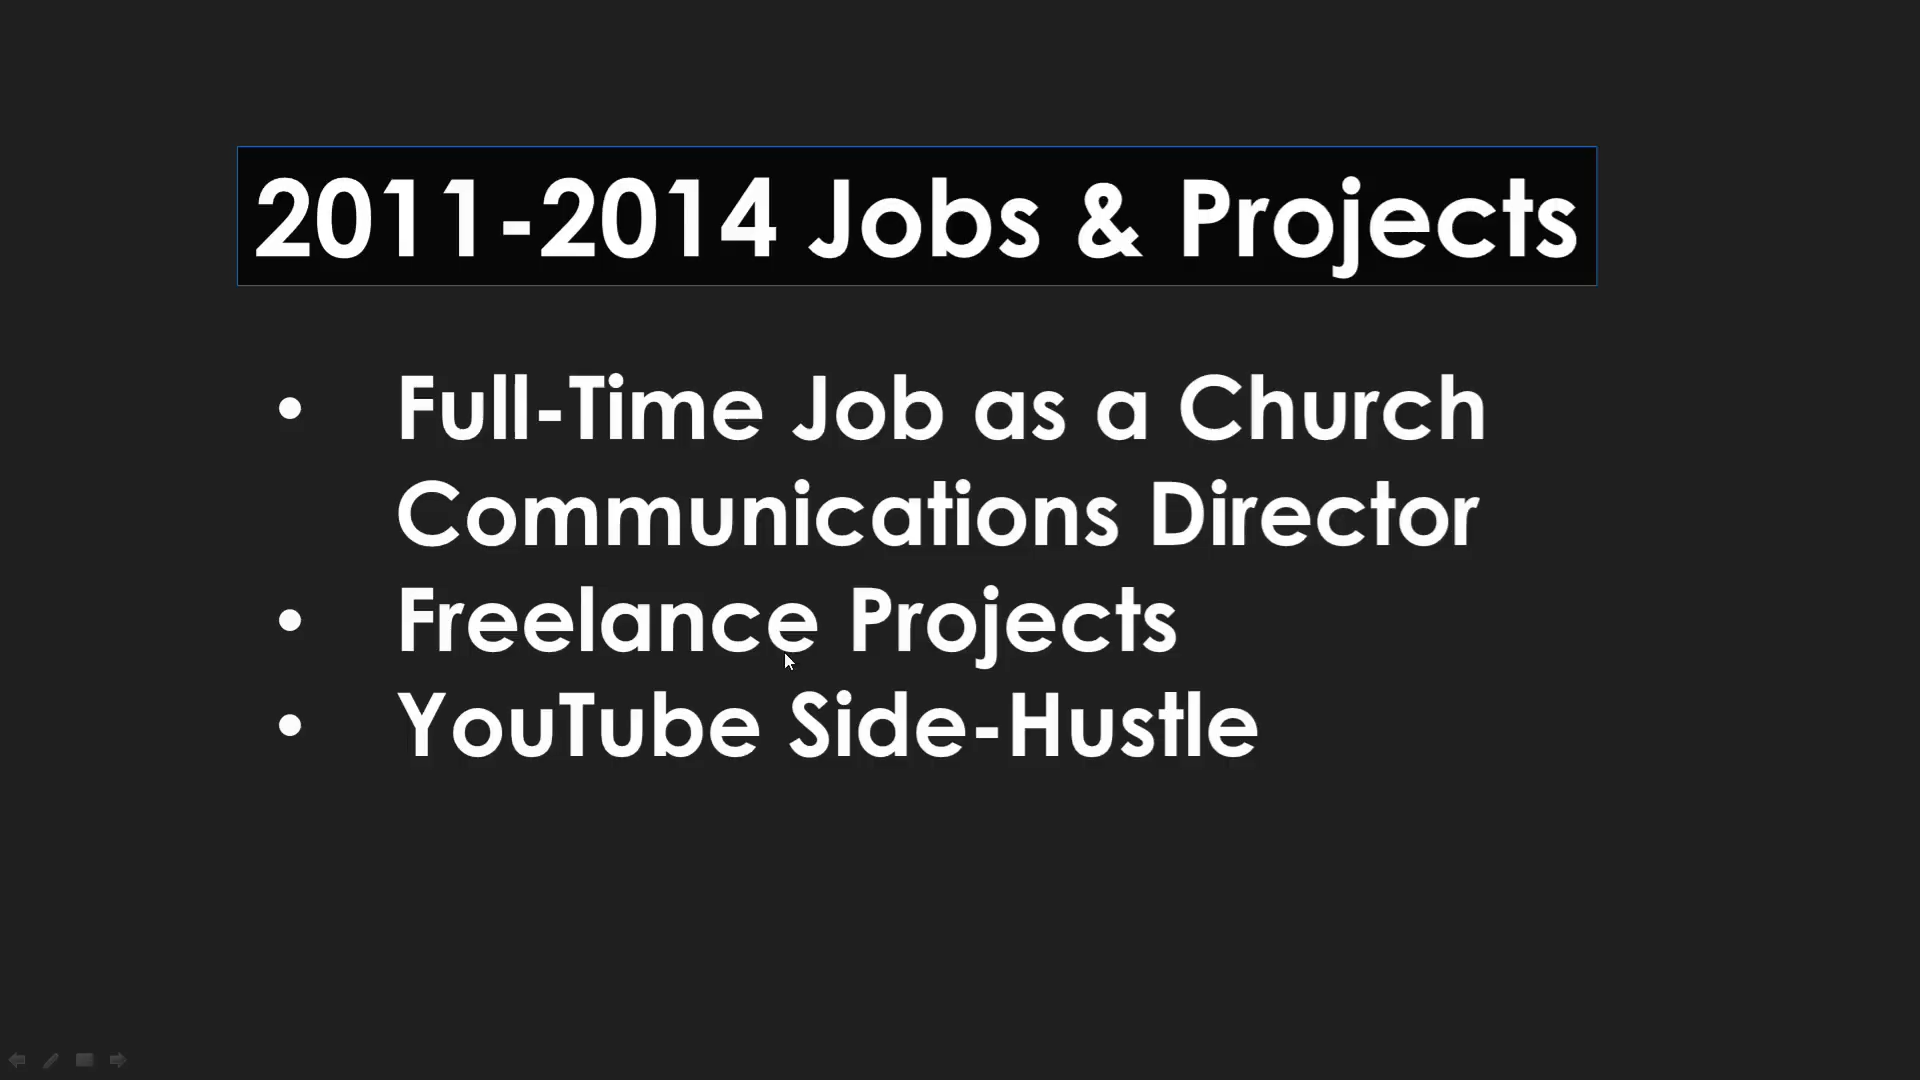 2011-2014 Jobs & Projects
• Full-Time Job as a Church
Communications Director
• Freelance Projects
• YouTube Side-Hustle